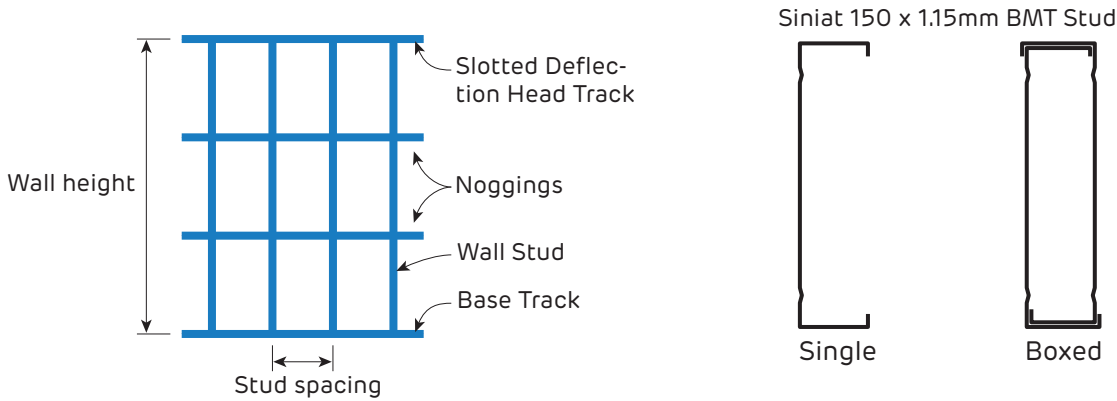 Siniat 150 x 1.15mm BMT Stud
Slotted Deflec-
tion Head Track
Wall height
Noggings
Wall Stud
Base Track
Stud spacing
Single
Boxed